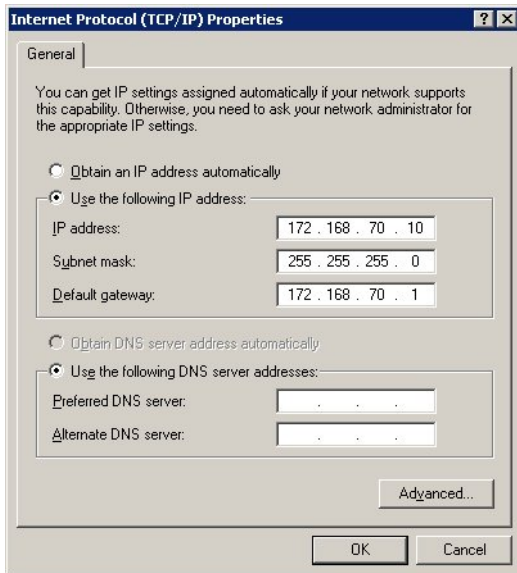 Internet Protocol (TCP/IP) Properties
General
You can get IP settings assigned automatically if your network supports
this capability. Otherwise, you need to ask your network administrator for
the appropriate IP settings.
Obtain an IP address automatically
Use the following IP address:
IP address: 172 . 168 . 70 . 10
Subnet mask: 255 . 255 . 255 . 0
Default gateway: 172 . 168 . 70 . 1
Obtain DNS server address automatically
Use the following DNS server addresses:
Preferred DNS server: . . .
Alternate DNS server: . . .
Advanced...
OK Cancel